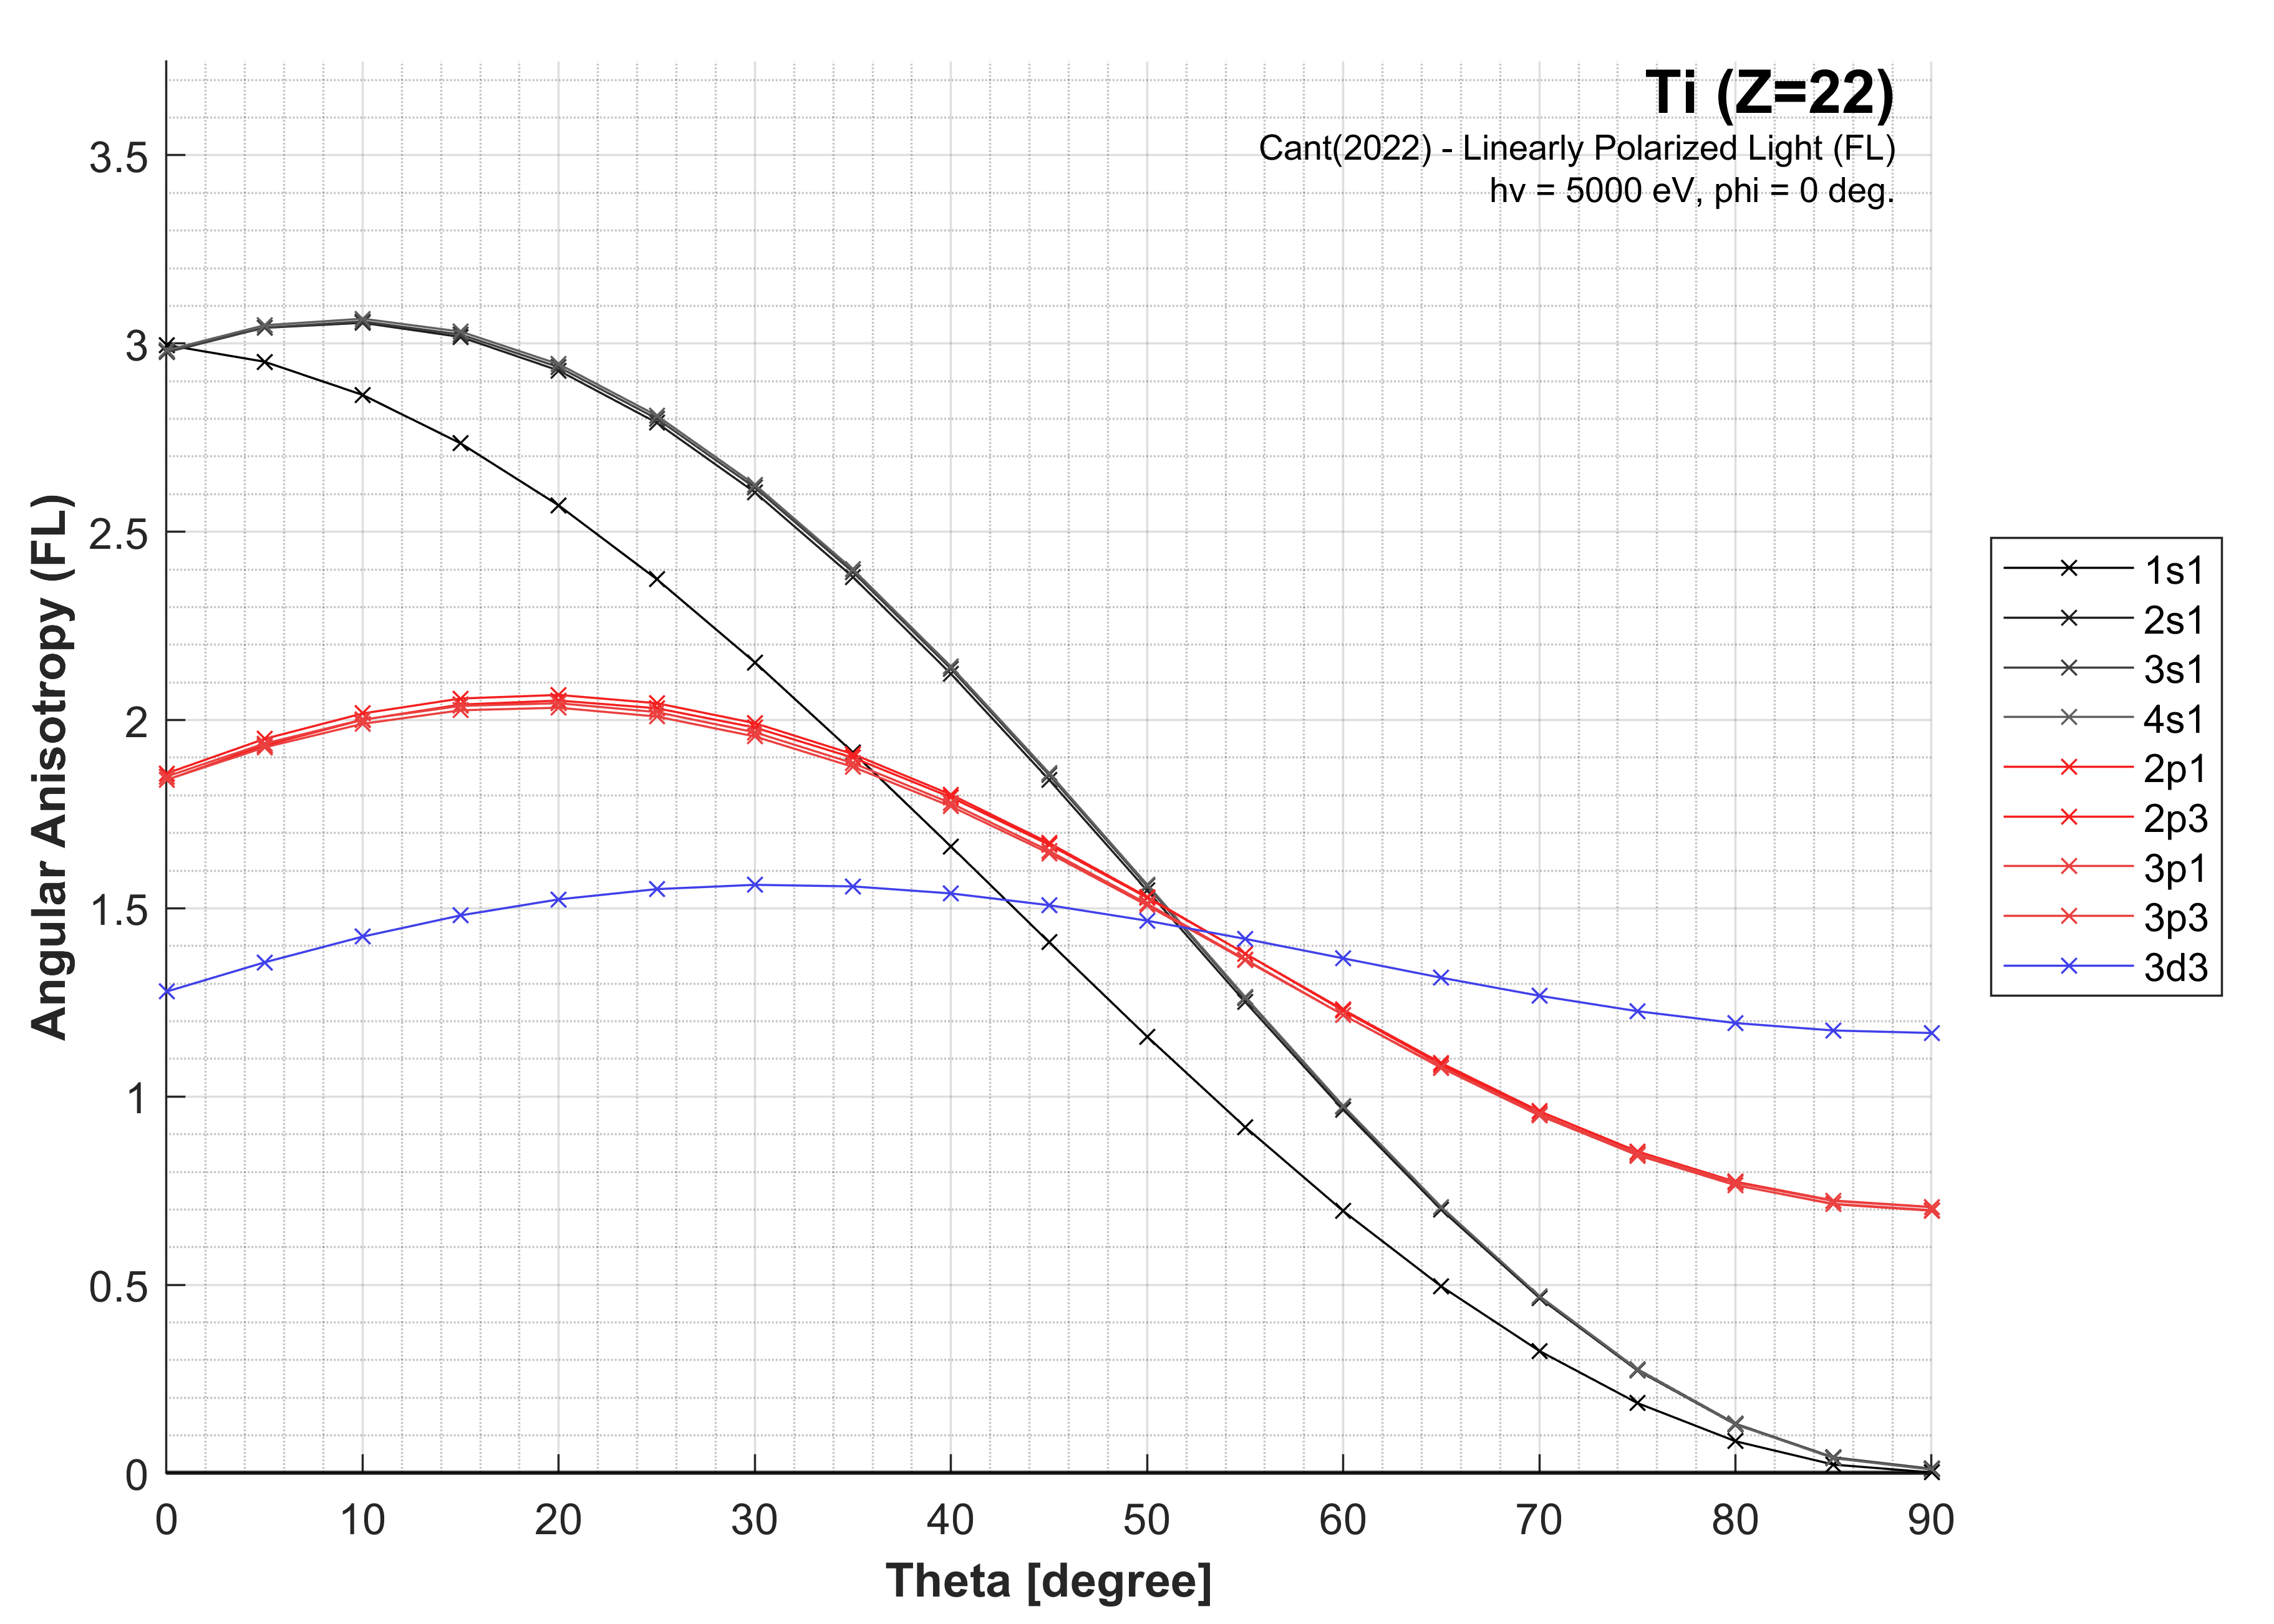 Ti (Z=22)
Cant(2022) - Linearly Polarized Light (FL)
hv = 5000 eV, phi = 0 deg.
Angular Anisotropy (FL)
3.5
3
2.5
2
1.5
1
0.5
0
0 10 20 30 40 50 60 70 80 90
Theta [degree]
1s1
2s1
3s1
4s1
2p1
2p3
3p1
3p3
3d3